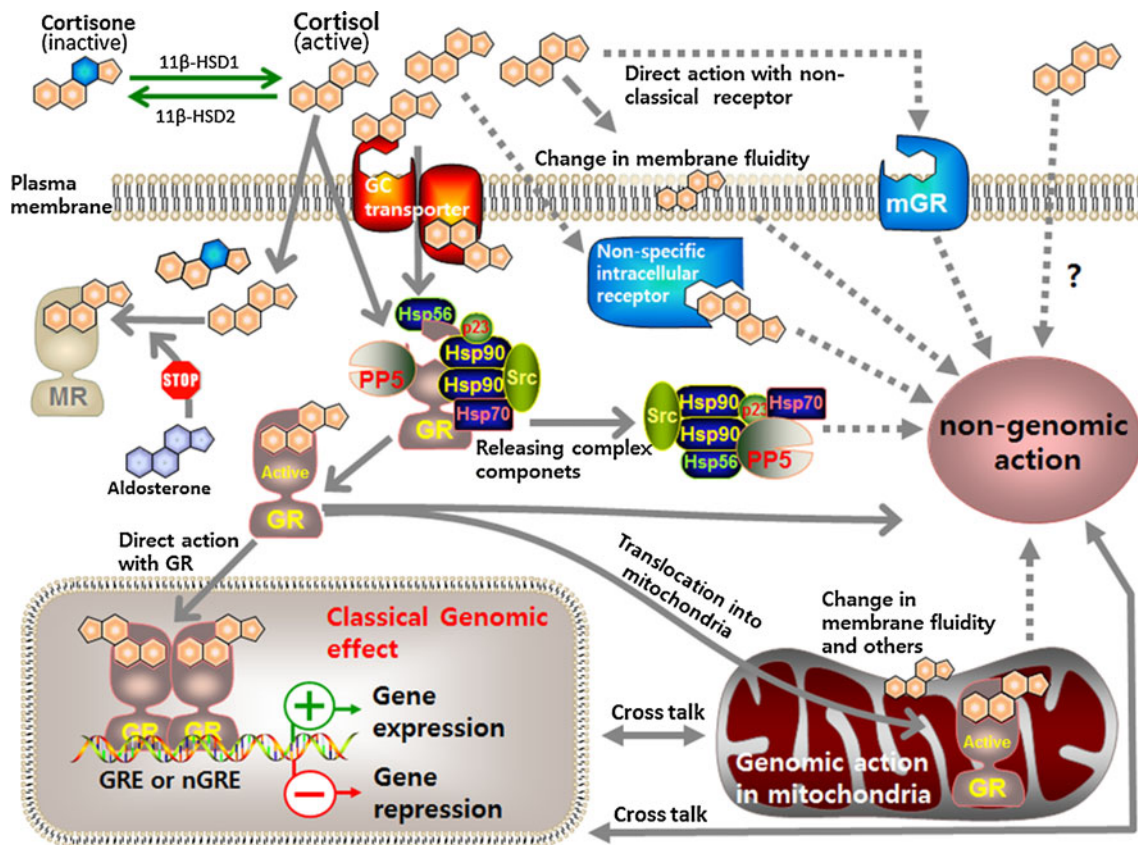 Cortisone
(inactive)
11β-HSD1
11β-HSD2
Cortisol
(active)
Direct action with non-
classical receptor
Change in membrane fluidity
Plasma
membrane
GC
transporter
mGR
Non-specific
intracellular
receptor
?
MR
STOP
Aldosterone
Hsp56
p23
Hsp90
Hsp90
Src
PP5
Hsp70
GR
Releasing complex
componets
Src
Hsp90
p23
Hsp70
Hsp90
Hsp56
PP5
non-genomic
action
Active
GR
Direct action
with GR
Translocation into
mitochondria
Change in
membrane fluidity
and others
Classical Genomic
effect
GR
GR
GRE or nGRE
+
Gene
expression
−
Gene
repression
Cross talk
Active
GR
Genomic action
in mitochondria
Cross talk